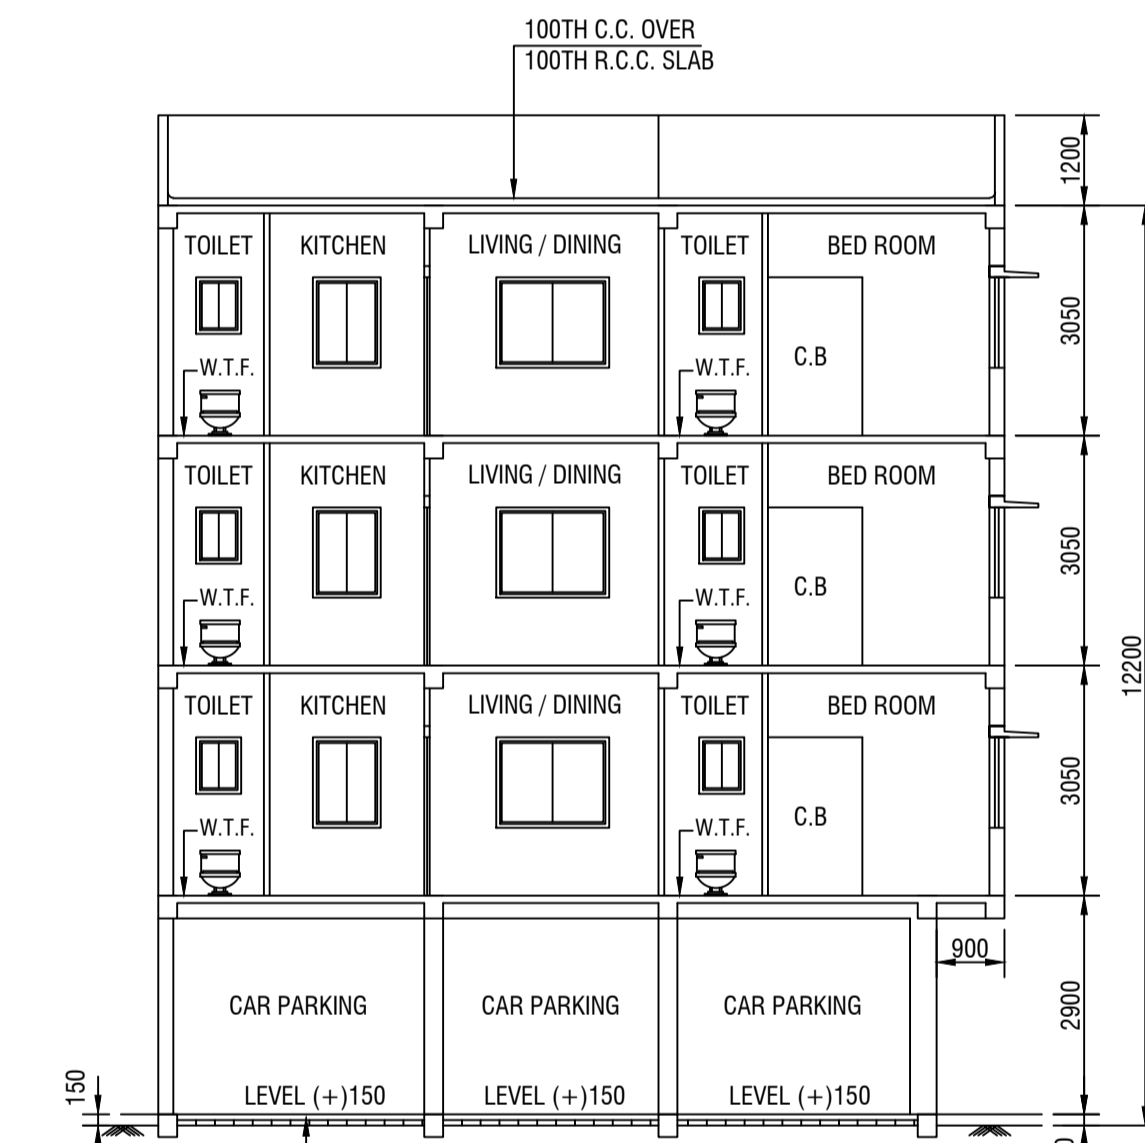 100TH C.C. OVER
100TH R.C.C. SLAB
1200
TOILET KITCHEN LIVING / DINING TOILET BED ROOM
3050
C.B
W.T.F. W.T.F.
TOILET KITCHEN LIVING / DINING TOILET BED ROOM
3050
C.B
W.T.F. W.T.F.
12200
TOILET KITCHEN LIVING / DINING TOILET BED ROOM
3050
C.B
W.T.F. W.T.F.
900
CAR PARKING CAR PARKING CAR PARKING
2900
150
LEVEL (+)150 LEVEL (+)150 LEVEL (+)150